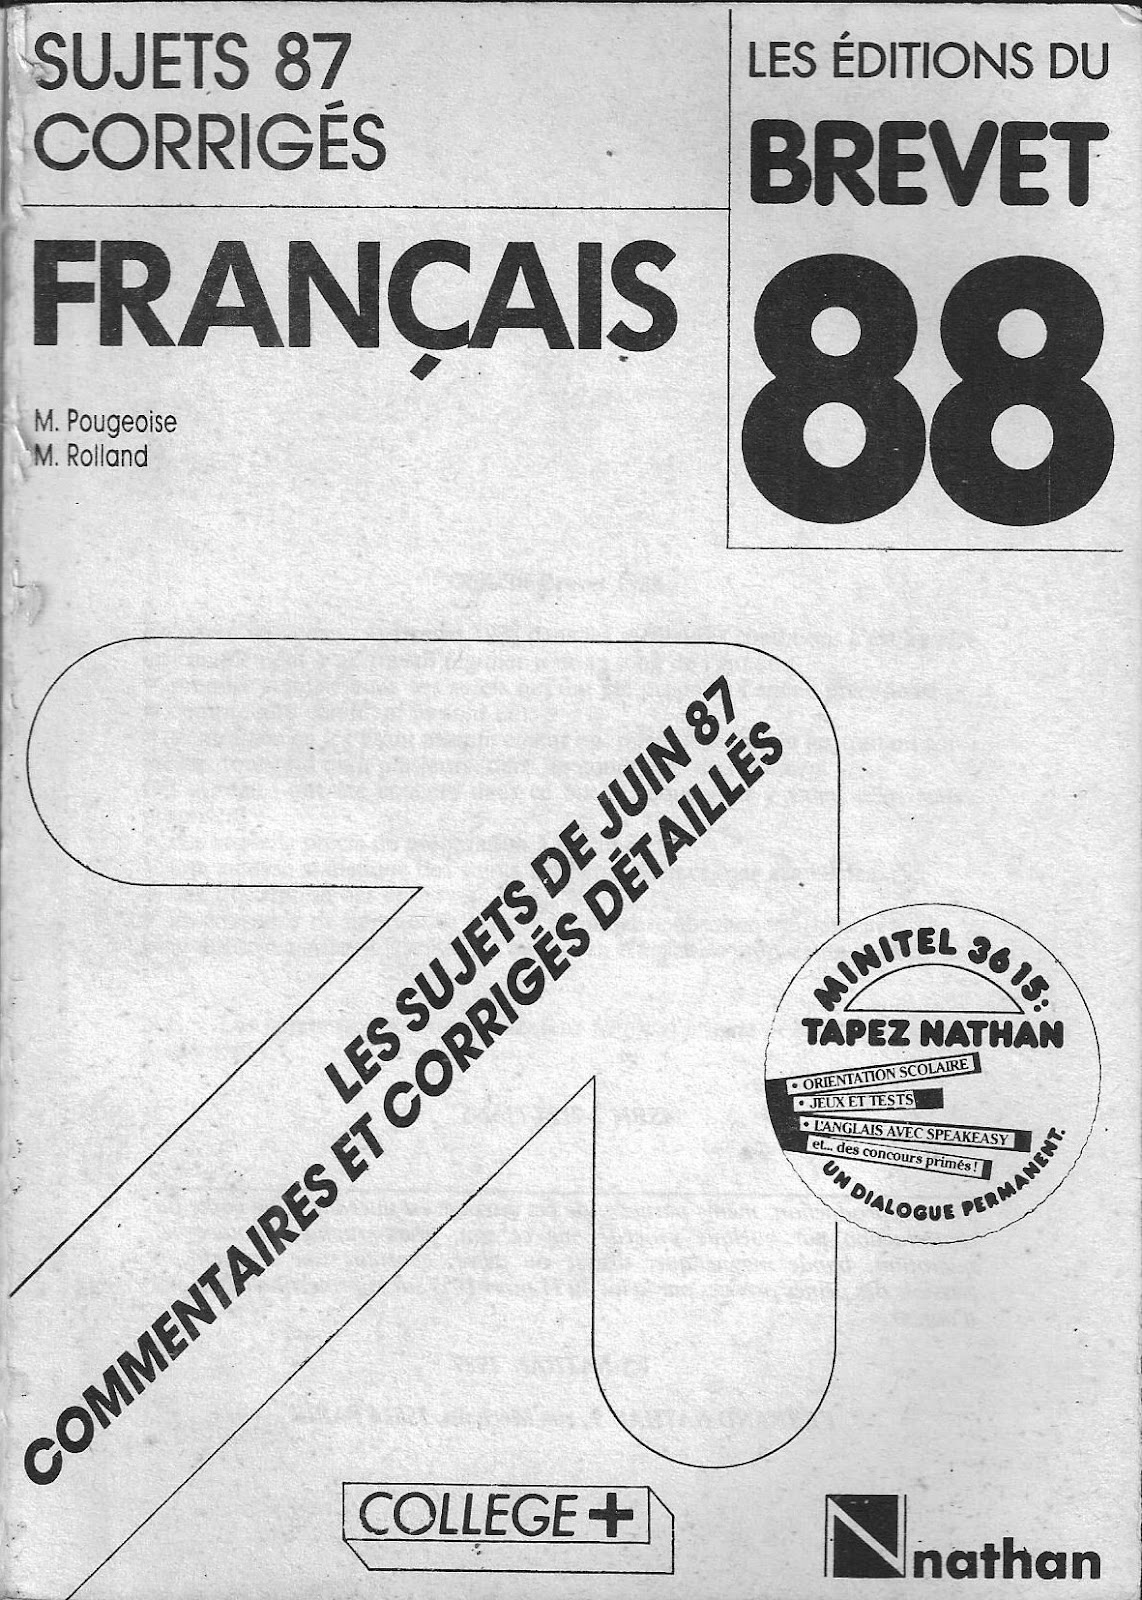 SUJETS 87
CORRIGÉS
LES ÉDITIONS DU
BREVET
88
FRANÇAIS
M. Pougeoise
M. Rolland
LES SUJETS DE JUIN 87
COMMENTAIRES ET CORRIGÉS DÉTAILLÉS
MINITEL 3615:
TAPEZ NATHAN
• ORIENTATION SCOLAIRE
• JEUX ET TESTS
• L'ANGLAIS AVEC SPEAKEASY
et... des concours primés !
UN DIALOGUE PERMANENT.
COLLEGE +
nathan